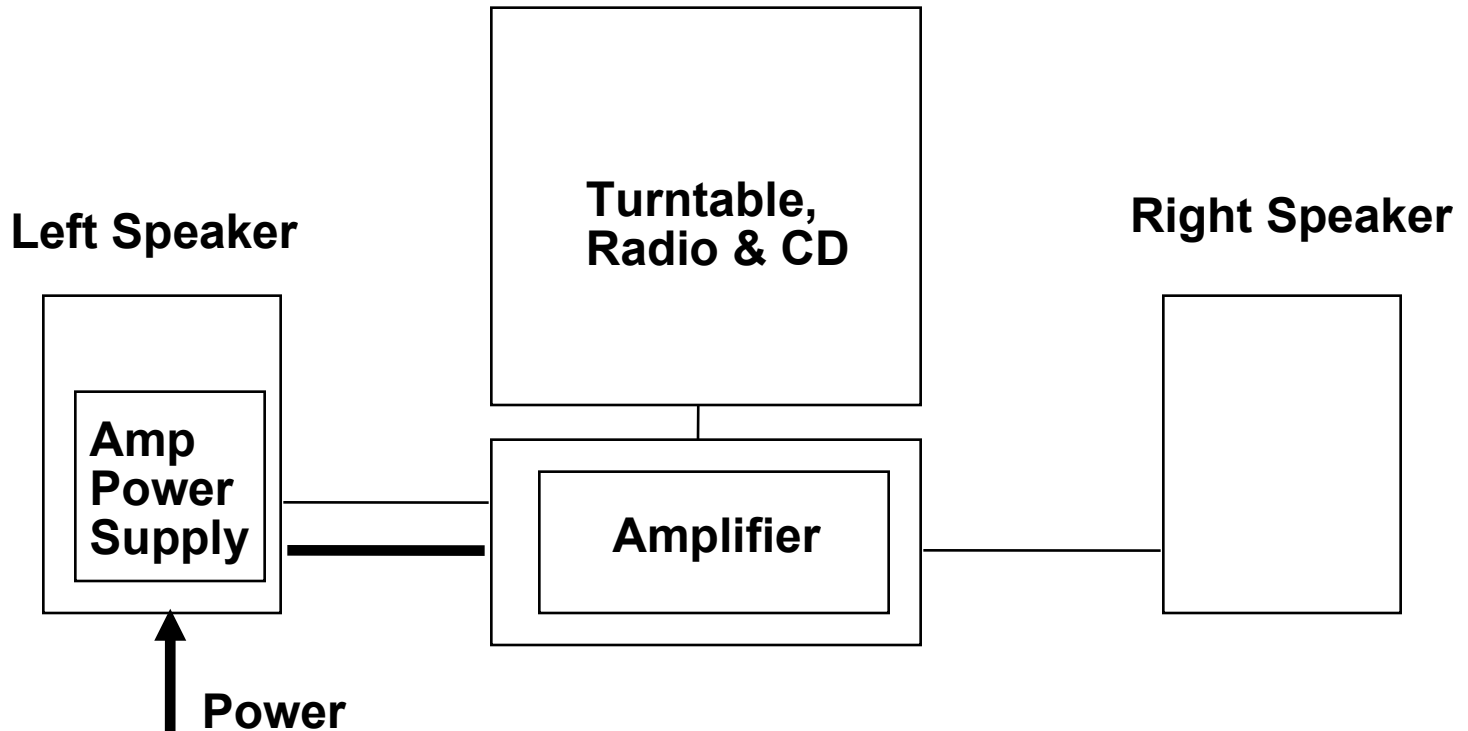 Turntable,
Radio & CD
Left Speaker
Right Speaker
Amp
Power
Supply
Amplifier
Power